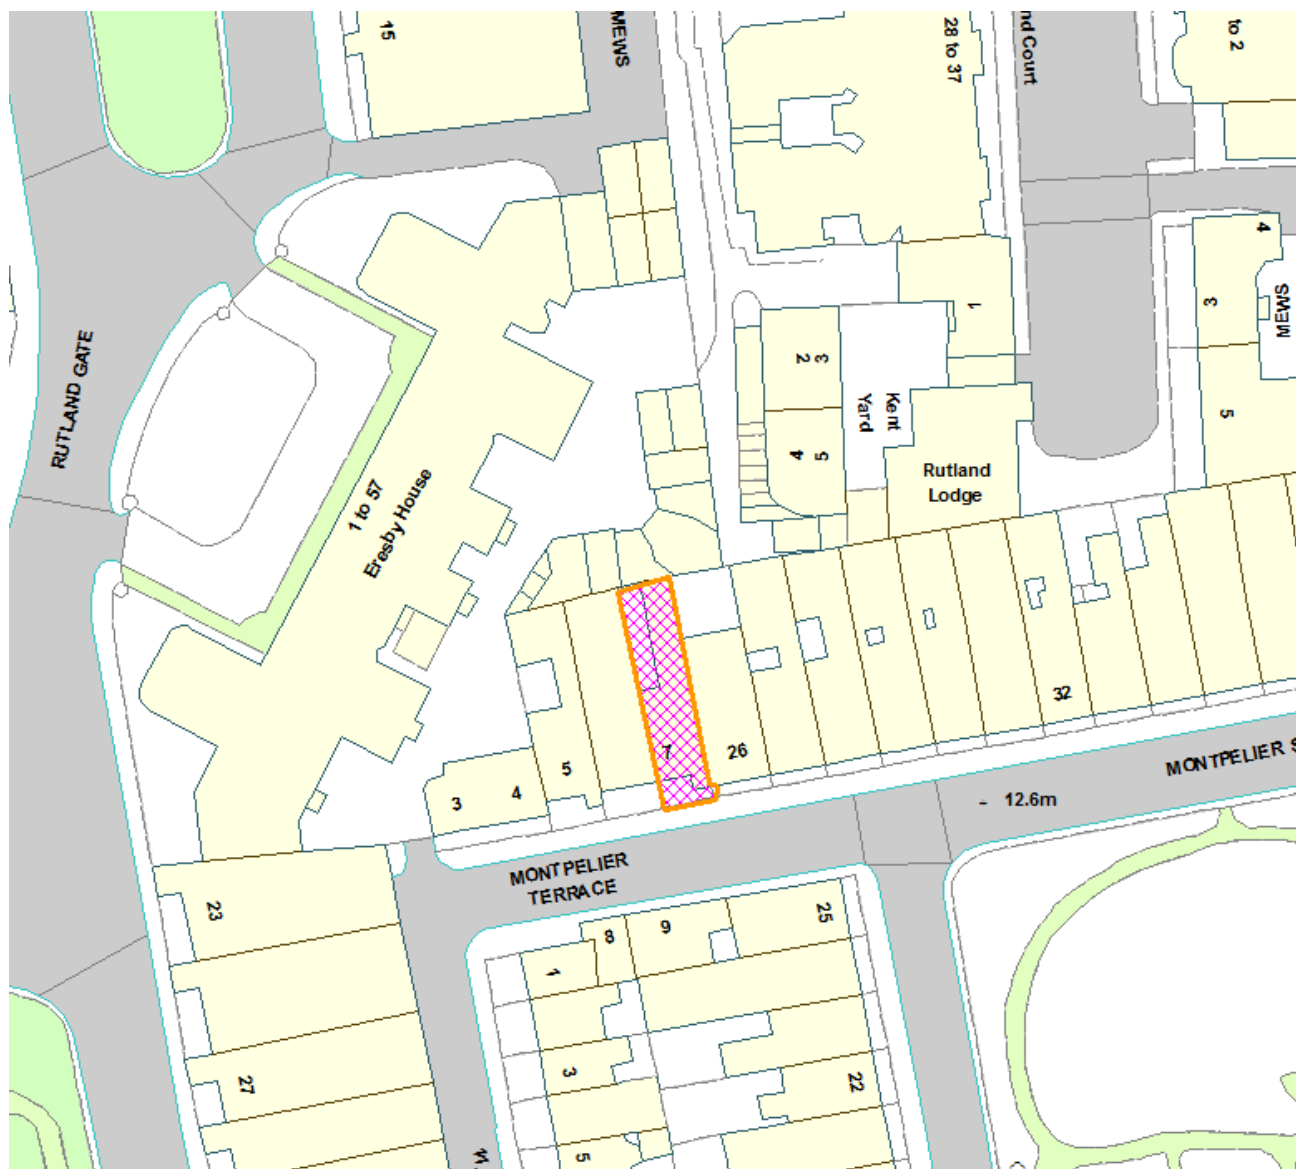 15
MEWS
28 to 37
nd Court
to 2
4
3
MEWS
5
1
2 3
Kent
Yard
4 5
Rutland
Lodge
RUTLAND GATE
1 to 57
Eresby House
32
26
7
5
4
3
MONTPELIER S
12.6m
MONTPELIER
TERRACE
23
8
9
25
1
27
3
22
5